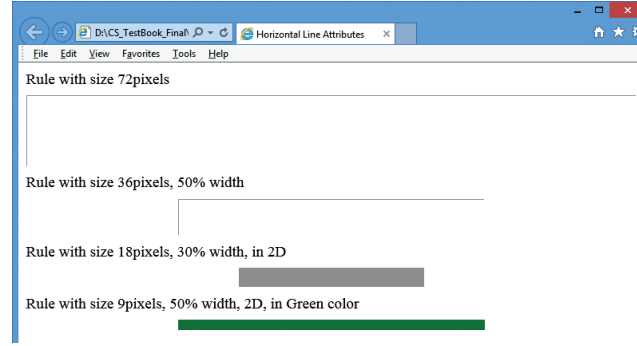 D:\CS_TestBook_Final\
Horizontal Line Attributes
File Edit View Favorites Tools Help
Rule with size 72pixels
Rule with size 36pixels, 50% width
Rule with size 18pixels, 30% width, in 2D
Rule with size 9pixels, 50% width, 2D, in Green color